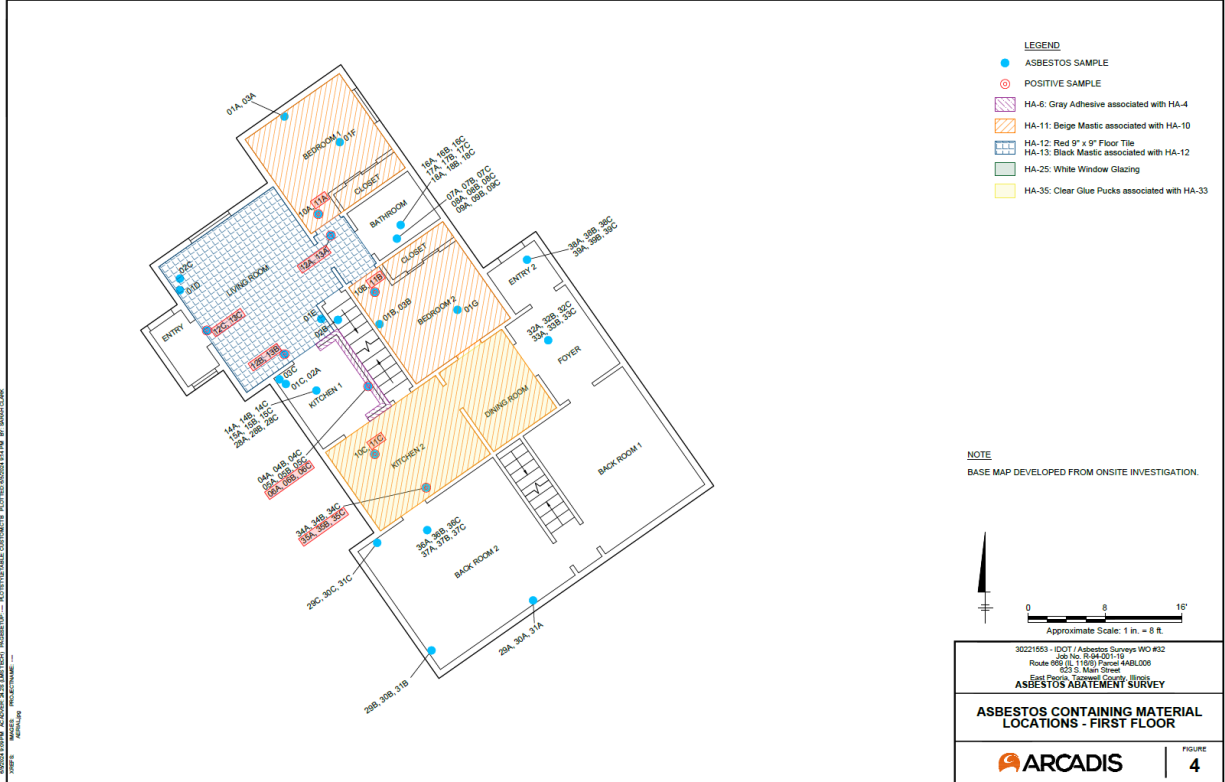 LEGEND
ASBESTOS SAMPLE
POSITIVE SAMPLE
HA-6: Gray Adhesive associated with HA-4
HA-11: Beige Mastic associated with HA-10
HA-12: Red 9" x 9" Floor Tile
HA-13: Black Mastic associated with HA-12
HA-25: White Window Glazing
HA-35: Clear Glue Pucks associated with HA-33
01A, 03A
BEDROOM 1
01F
16A, 16B, 16C
17A, 17B, 17C
18A, 18B, 18C
CLOSET
07A, 07B, 07C
08A, 08B, 08C
09A, 09B, 09C
10A, 11A
BATHROOM
12A, 13A
CLOSET
38A, 38B, 38C
39A, 39B, 39C
ENTRY 2
02C
01D
LIVING ROOM
10B, 11B
01B, 03B
BEDROOM 2
01G
ENTRY
12C, 13C
01E
02B
32A, 32B, 32C
33A, 33B, 33C
FOYER
12B, 13B
03C
01C, 02A
KITCHEN 1
14A, 14B, 14C
15A, 15B, 15C
28A, 28B, 28C
DINING ROOM
10C, 11C
KITCHEN 2
BACK ROOM 1
04A, 04B, 04C
05A, 05B, 05C
06A, 06B, 06C
34A, 34B, 34C
35A, 35B, 35C
36A, 36B, 36C
37A, 37B, 37C
BACK ROOM 2
29C, 30C, 31C
29A, 30A, 31A
29B, 30B, 31B
NOTE
BASE MAP DEVELOPED FROM ONSITE INVESTIGATION.
0 8 16'
Approximate Scale: 1 in. = 8 ft.
30221553 - IDOT / Asbestos Surveys WO #32
Job No. R-94-001-19
Route 669 (IL 116/8) Parcel 4ABL006
623 S. Main Street
East Peoria, Tazewell County, Illinois
ASBESTOS ABATEMENT SURVEY
ASBESTOS CONTAINING MATERIAL
LOCATIONS - FIRST FLOOR
ARCADIS
FIGURE
4